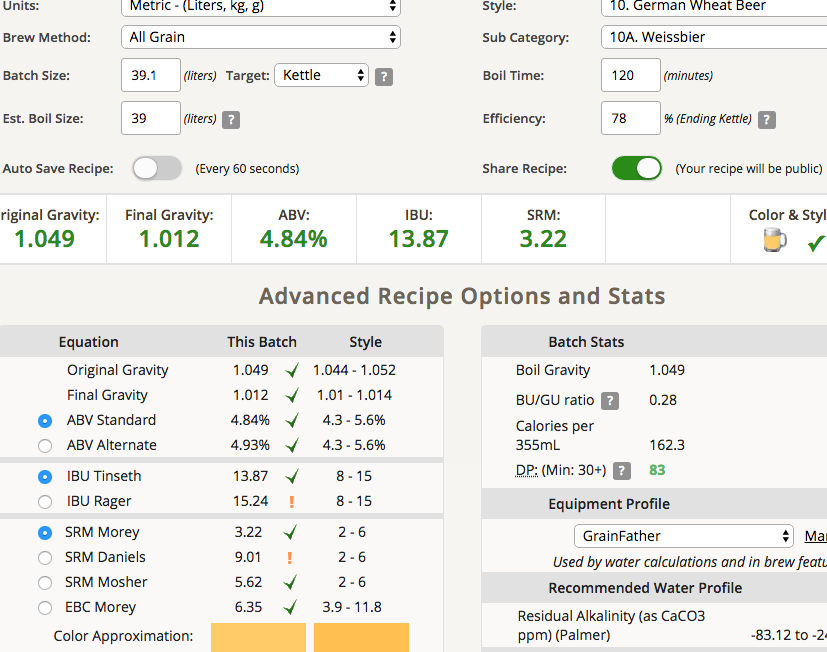 Units: Metric - (Liters, kg, g) Style: 10. German Wheat Beer
Brew Method: All Grain Sub Category: 10A. Weissbier
Batch Size: 39.1 (liters) Target: Kettle ? Boil Time: 120 (minutes)
Est. Boil Size: 39 (liters) ? Efficiency: 78 % (Ending Kettle) ?
Auto Save Recipe: (Every 60 seconds) Share Recipe: (Your recipe will be public)
riginal Gravity: Final Gravity: ABV: IBU: SRM: Color & Styl
1.049 1.012 4.84% 13.87 3.22
Advanced Recipe Options and Stats
Equation This Batch Style
Original Gravity 1.049 1.044 - 1.052
Final Gravity 1.012 1.01 - 1.014
ABV Standard 4.84% 4.3 - 5.6%
ABV Alternate 4.93% 4.3 - 5.6%
IBU Tinseth 13.87 8 - 15
IBU Rager 15.24 ! 8 - 15
SRM Morey 3.22 2 - 6
SRM Daniels 9.01 ! 2 - 6
SRM Mosher 5.62 2 - 6
EBC Morey 6.35 3.9 - 11.8
Color Approximation:
Batch Stats
Boil Gravity 1.049
BU/GU ratio ? 0.28
Calories per
355mL 162.3
DP: (Min: 30+) ? 83
Equipment Profile
GrainFather Mar
Used by water calculations and in brew featu
Recommended Water Profile
Residual Alkalinity (as CaCO3
ppm) (Palmer) -83.12 to -24